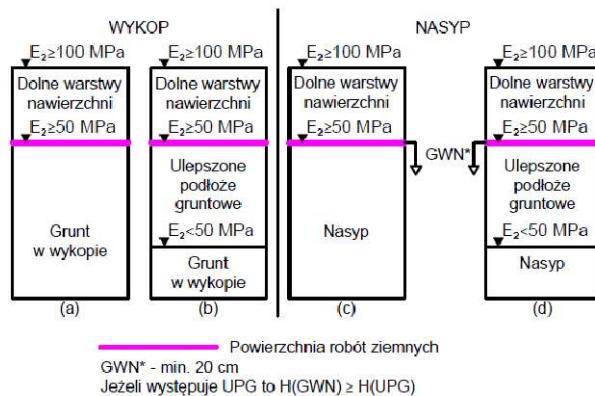 WYKOP
NASYP
E₂≥100 MPa
Dolne warstwy
nawierzchni
E₂≥50 MPa
Grunt
w wykopie
(a)
E₂≥100 MPa
Dolne warstwy
nawierzchni
E₂≥50 MPa
Ulepszone
podłoże
gruntowe
E₂<50 MPa
Grunt
w wykopie
(b)
E₂≥100 MPa
Dolne warstwy
nawierzchni
E₂≥50 MPa
Nasyp
(c)
GWN*
E₂≥100 MPa
Dolne warstwy
nawierzchni
E₂≥50 MPa
Ulepszone
podłoże
gruntowe
E₂<50 MPa
Nasyp
(d)
Powierzchnia robót ziemnych
GWN* - min. 20 cm
Jeżeli występuje UPG to H(GWN) ≥ H(UPG)